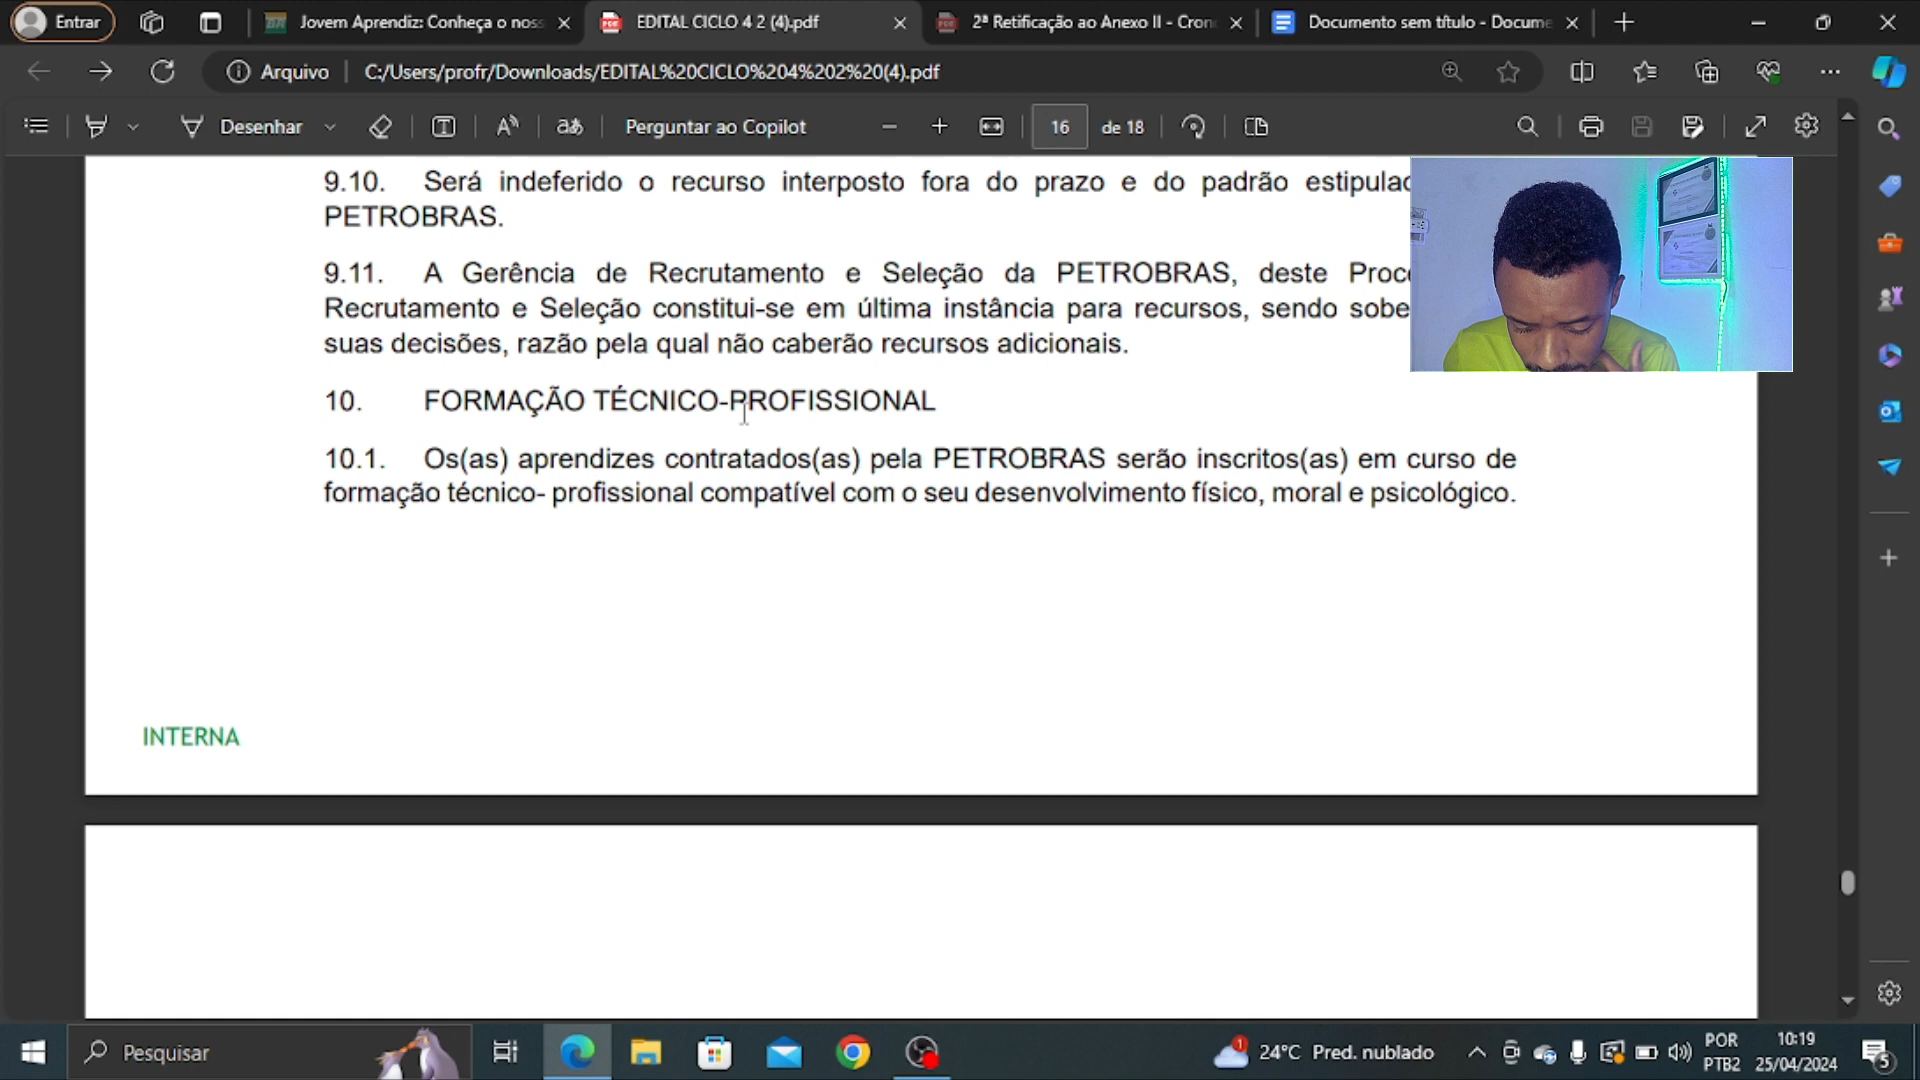 Entrar
Jovem Aprendiz: Conheça o noss
EDITAL CICLO 4 2 (4).pdf
2ª Retificação ao Anexo II - Cron
Documento sem título - Docume
Arquivo
C:/Users/profr/Downloads/EDITAL%20CICLO%204%202%20(4).pdf
Desenhar
Perguntar ao Copilot
16
de 18
9.10. Será indeferido o recurso interposto fora do prazo e do padrão estipulad
PETROBRAS.
9.11. A Gerência de Recrutamento e Seleção da PETROBRAS, deste Proc
Recrutamento e Seleção constitui-se em última instância para recursos, sendo sobe
suas decisões, razão pela qual não caberão recursos adicionais.
10. FORMAÇÃO TÉCNICO-PROFISSIONAL
10.1. Os(as) aprendizes contratados(as) pela PETROBRAS serão inscritos(as) em curso de
formação técnico- profissional compatível com o seu desenvolvimento físico, moral e psicológico.
INTERNA
Pesquisar
1
24°C Pred. nublado
POR
PTB2
10:19
25/04/2024
5